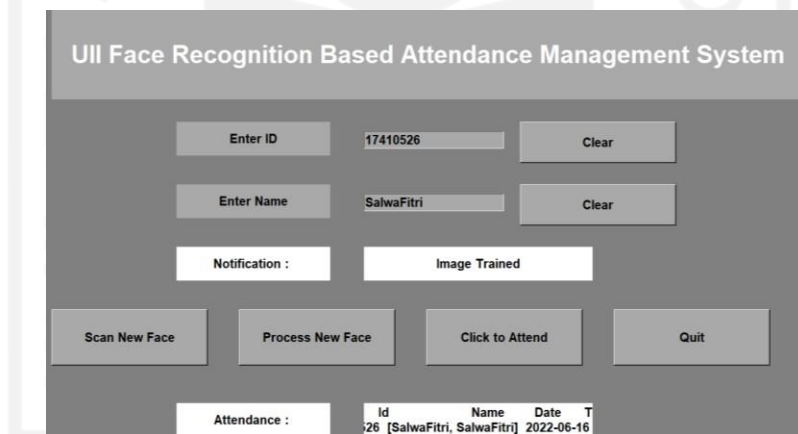 UII Face Recognition Based Attendance Management System
Enter ID 17410526 Clear
Enter Name SalwaFitri Clear
Notification : Image Trained
Scan New Face Process New Face Click to Attend Quit
Attendance : Id Name Date T
26 [SalwaFitri, SalwaFitri] 2022-06-16